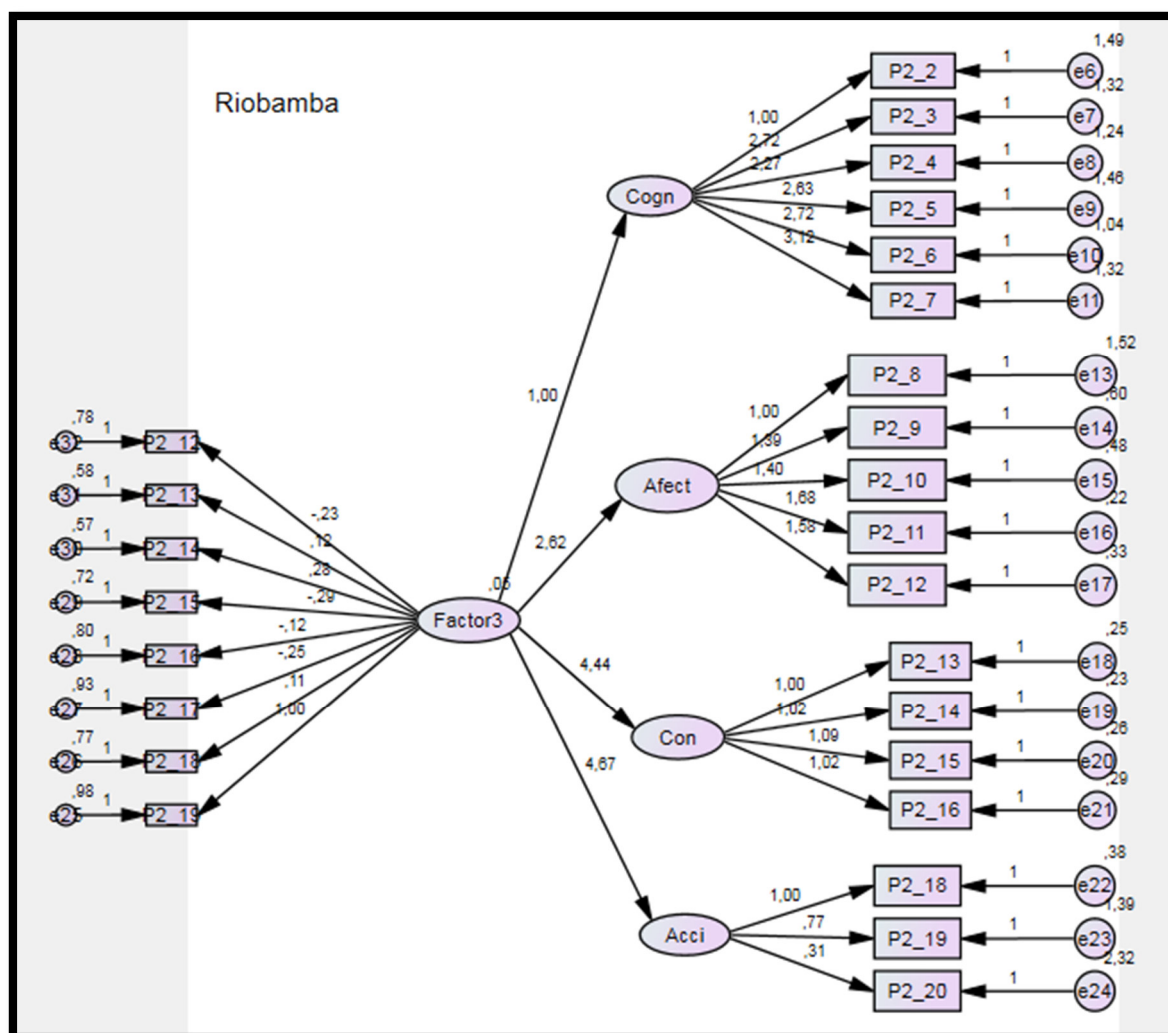 Riobamba
1,49
P2_2
1
e6
1,32
1,00
P2_3
1
e7
1,24
2,72
P2_4
1
e8
1,46
2,27
Cogn
2,63
P2_5
1
e9
1,04
2,72
P2_6
1
e10
1,32
3,12
P2_7
1
e11
1,00
1,52
P2_8
1
e13
,60
1,00
P2_9
1
e14
,48
1,39
Afect
1,40
P2_10
1
e15
,22
1,68
P2_11
1
e16
,33
1,58
P2_12
1
e17
2,62
,78
e32
1
P2_12
-,23
,58
e31
1
P2_13
,12
,57
e30
1
P2_14
,28
,72
e29
1
P2_15
-,29
,80
e28
1
P2_16
-,12
,93
e27
1
P2_17
-,25
,77
e26
1
P2_18
,11
,98
e25
1
P2_19
1,00
Factor3
,25
P2_13
1
e18
,23
4,44
1,00
P2_14
1
e19
,26
1,02
Con
1,09
P2_15
1
e20
,29
1,02
P2_16
1
e21
4,67
,38
P2_18
1
e22
1,39
1,00
Acci
,77
P2_19
1
e23
2,32
,31
P2_20
1
e24